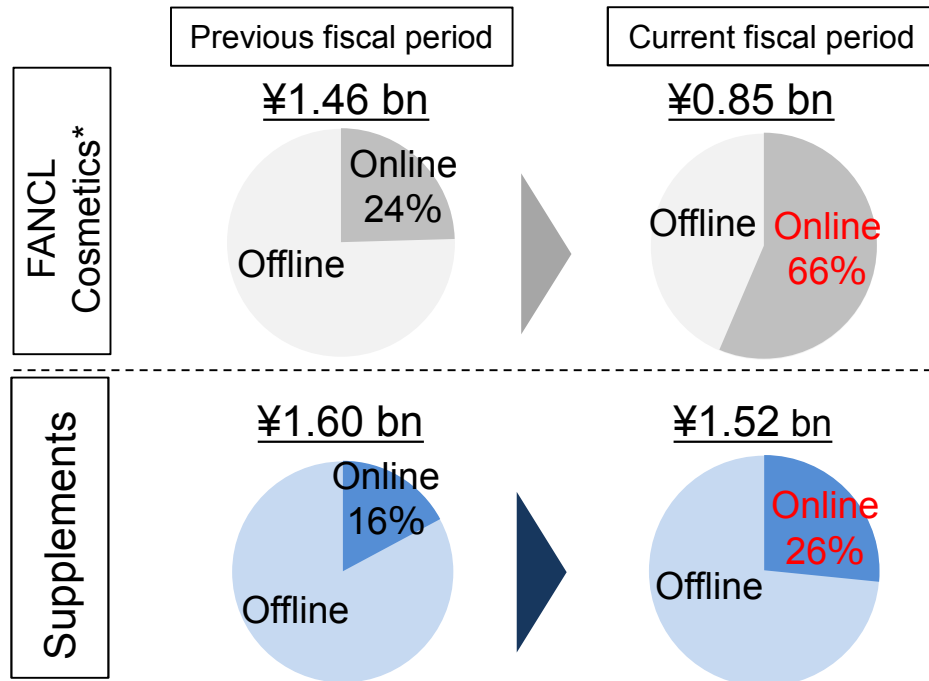 Previous fiscal period
Current fiscal period
FANCL
Cosmetics*
¥1.46 bn
Online
24%
Offline
¥0.85 bn
Offline
Online
66%
Supplements
¥1.60 bn
Online
16%
Offline
¥1.52 bn
Online
26%
Offline